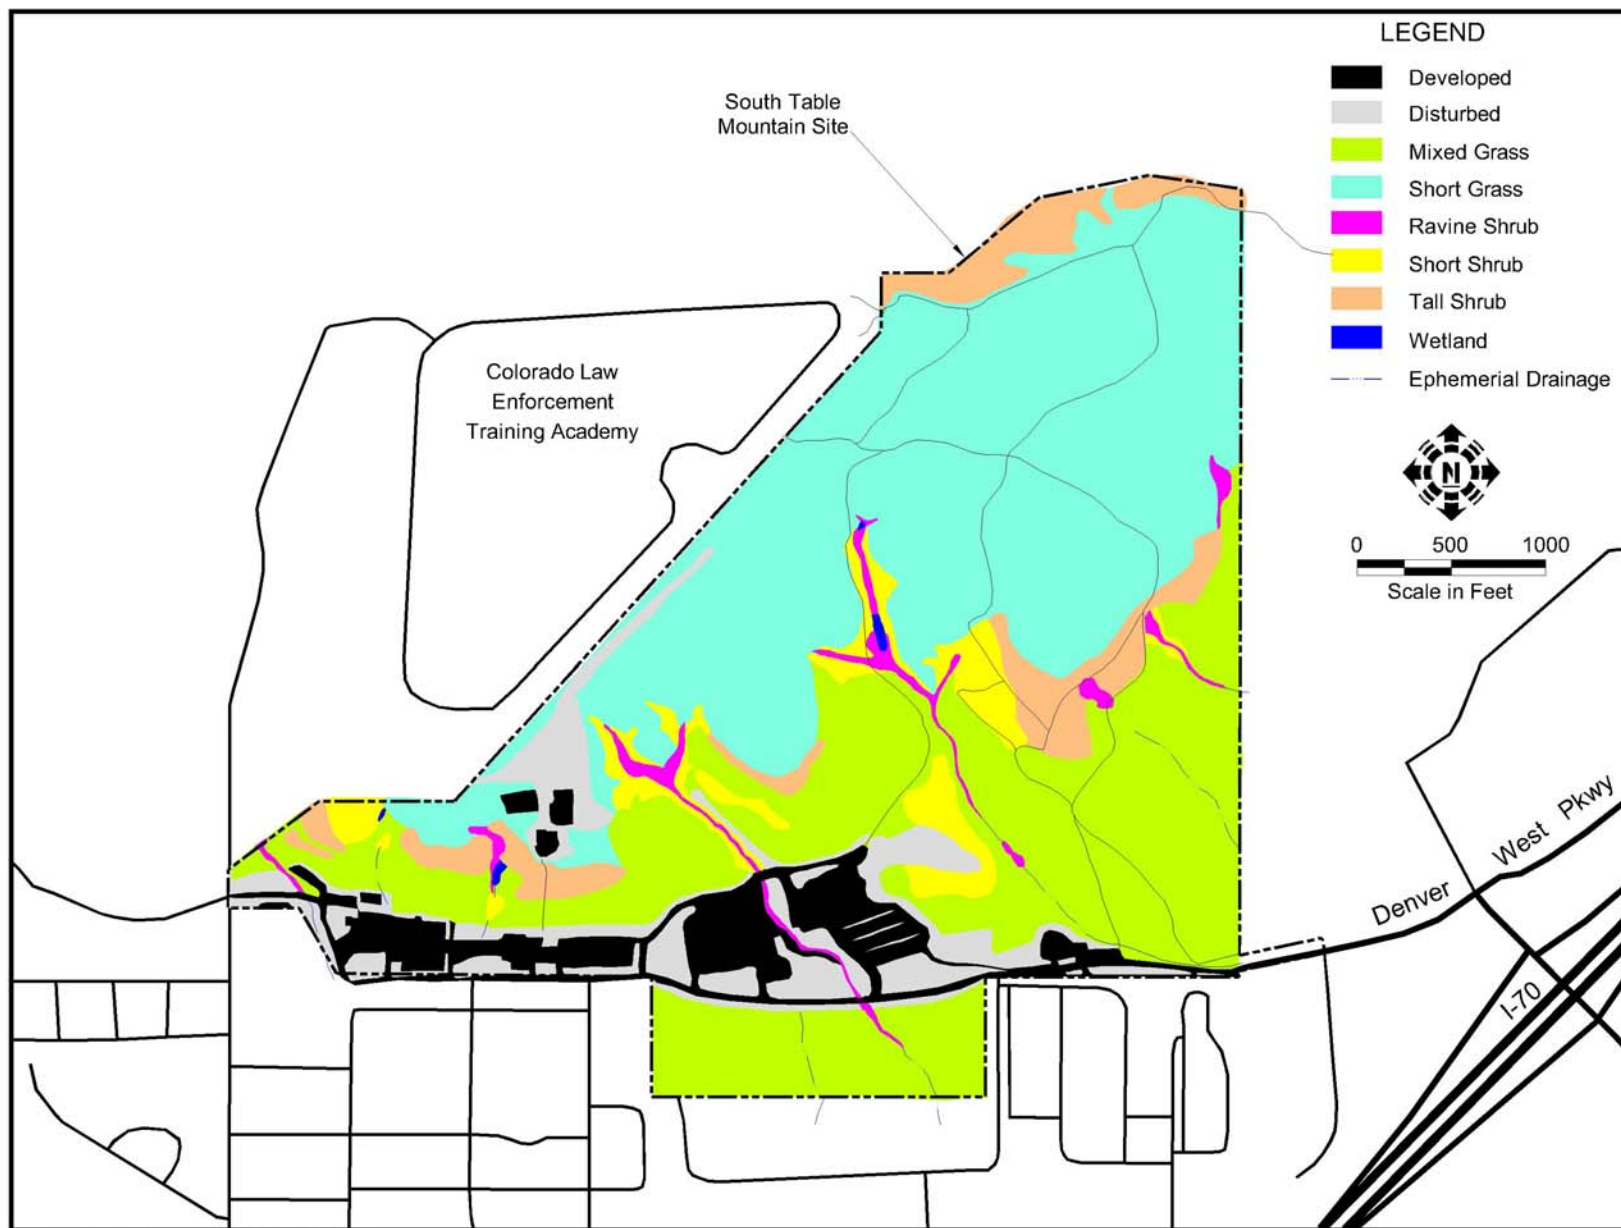 LEGEND
Developed
Disturbed
Mixed Grass
Short Grass
Ravine Shrub
Short Shrub
Tall Shrub
Wetland
Ephemerial Drainage
South Table
Mountain Site
Colorado Law
Enforcement
Training Academy
N
0 500 1000
Scale in Feet
Denver West Pkwy
I-70